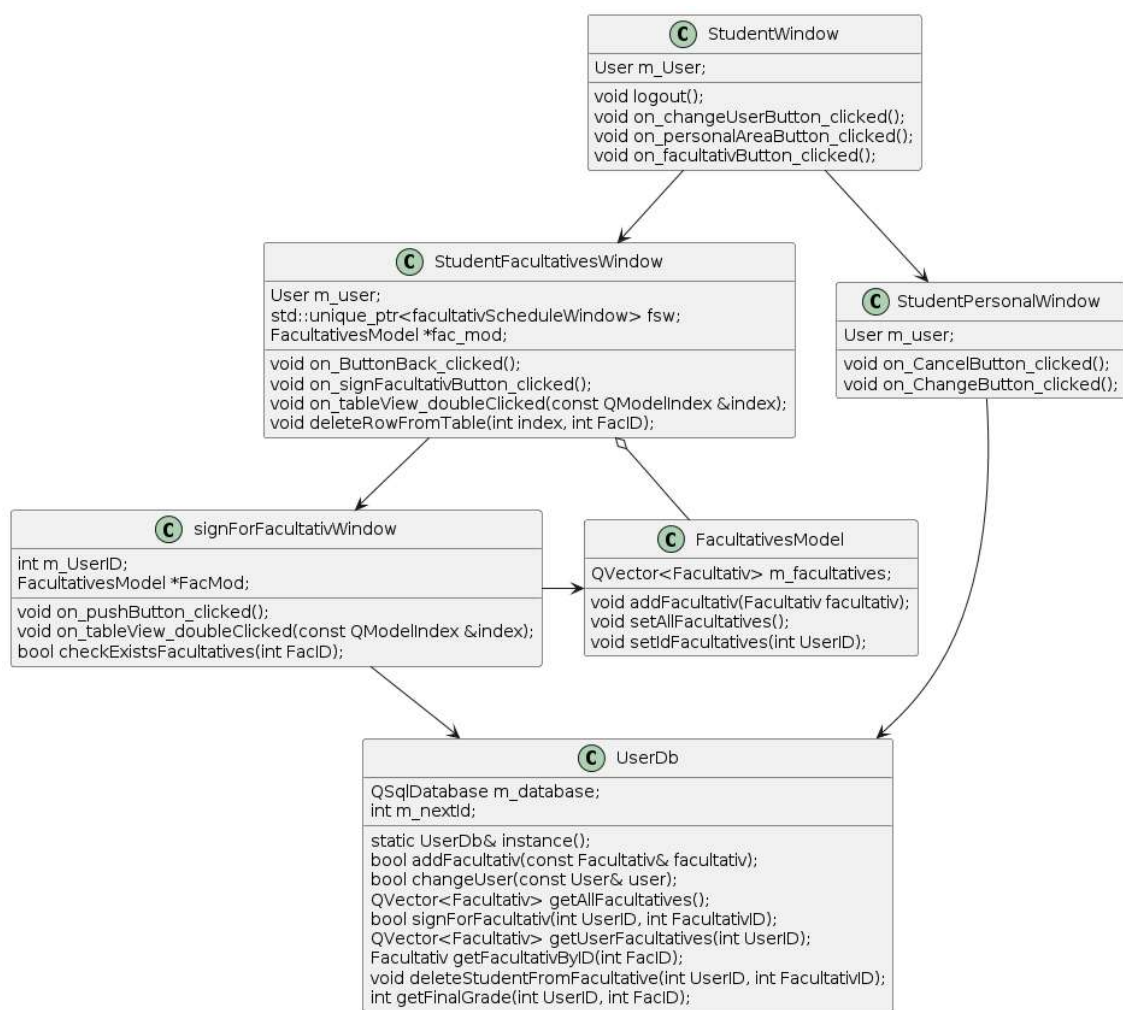 C StudentWindow
User m_User;
void logout();
void on_changeUserButton_clicked();
void on_personalAreaButton_clicked();
void on_facultativButton_clicked();
C StudentFacultativesWindow
User m_user;
std::unique_ptr<facultativScheduleWindow> fsw;
FacultativesModel *fac_mod;
void on_ButtonBack_clicked();
void on_signFacultativButton_clicked();
void on_tableView_doubleClicked(const QModelIndex &index);
void deleteRowFromTable(int index, int FacID);
C StudentPersonalWindow
User m_user;
void on_CancelButton_clicked();
void on_ChangeButton_clicked();
C signForFacultativWindow
int m_UserID;
FacultativesModel *FacMod;
void on_pushButton_clicked();
void on_tableView_doubleClicked(const QModelIndex &index);
bool checkExistsFacultatives(int FacID);
C FacultativesModel
QVector<Facultativ> m_facultatives;
void addFacultativ(Facultativ facultativ);
void setAllFacultatives();
void setIdFacultatives(int UserID);
C UserDb
QSqlDatabase m_database;
int m_nextId;
static UserDb& instance();
bool addFacultativ(const Facultativ& facultativ);
bool changeUser(const User& user);
QVector<Facultativ> getAllFacultatives();
bool signForFacultativ(int UserID, int FacultativID);
QVector<Facultativ> getUserFacultatives(int UserID);
Facultativ getFacultativByID(int FacID);
void deleteStudentFromFacultative(int UserID, int FacultativID);
int getFinalGrade(int UserID, int FacID);